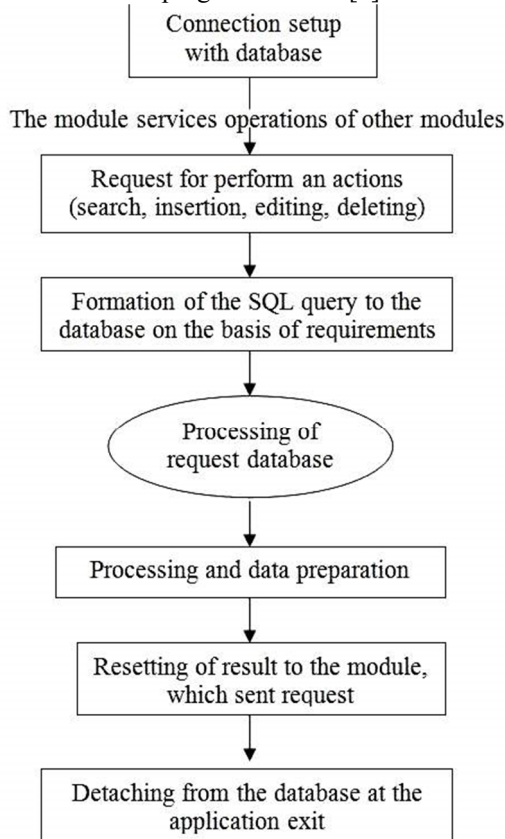 Connection setup
with database
The module services operations of other modules
Request for perform an actions
(search, insertion, editing, deleting)
Formation of the SQL query to the
database on the basis of requirements
Processing of
request database
Processing and data preparation
Resetting of result to the module,
which sent request
Detaching from the database at the
application exit